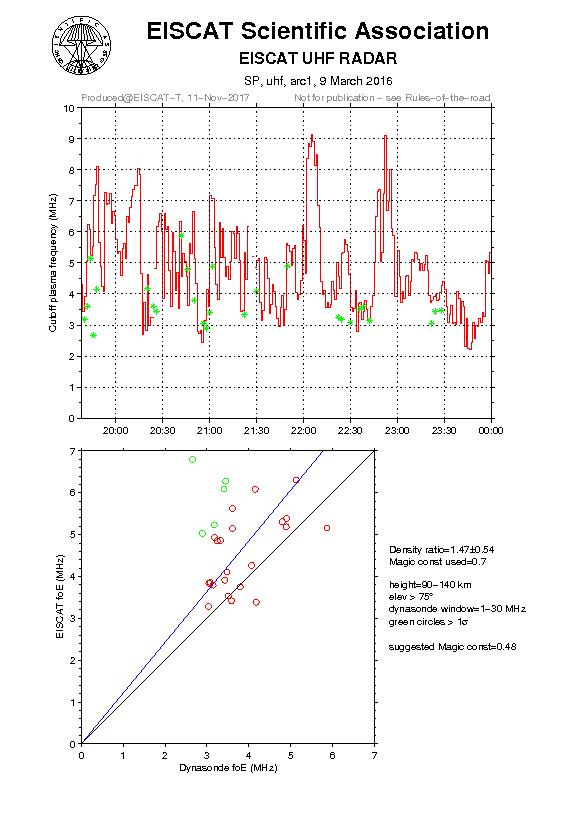 EISCAT Scientific Association
EISCAT UHF RADAR
SP, uhf, arc1, 9 March 2016
Produced@EISCAT-T, 11-Nov-2017
Not for publication - see Rules-of-the-road
10
9
8
7
6
5
4
3
2
1
0
Cutoff plasma frequency (MHz)
20:00 20:30 21:00 21:30 22:00 22:30 23:00 23:30 00:00
7
6
5
4
3
2
1
0
EISCAT foE (MHz)
0 1 2 3 4 5 6 7
Dynasonde foE (MHz)
Density ratio=1.47±0.54
Magic const used=0.7
height=90-140 km
elev > 75°
dynasonde window=1-30 MHz
green circles > 1σ
suggested Magic const=0.48